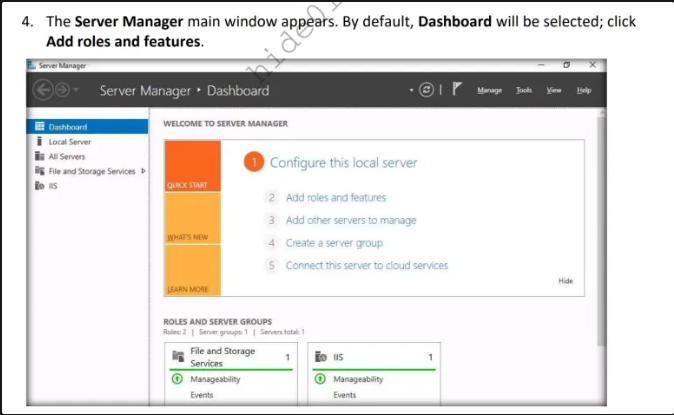 4. The Server Manager main window appears. By default, Dashboard will be selected; click
Add roles and features.
Server Manager
Server Manager ‣ Dashboard
Manage Tools View Help
Dashboard
Local Server
All Servers
File and Storage Services
IIS
WELCOME TO SERVER MANAGER
QUICK START
WHAT'S NEW
LEARN MORE
1 Configure this local server
2 Add roles and features
3 Add other servers to manage
4 Create a server group
5 Connect this server to cloud services
Hide
ROLES AND SERVER GROUPS
Roles: 2 | Server groups: 1 | Servers total: 1
File and Storage
Services
1
Manageability
Events
IIS 1
Manageability
Events